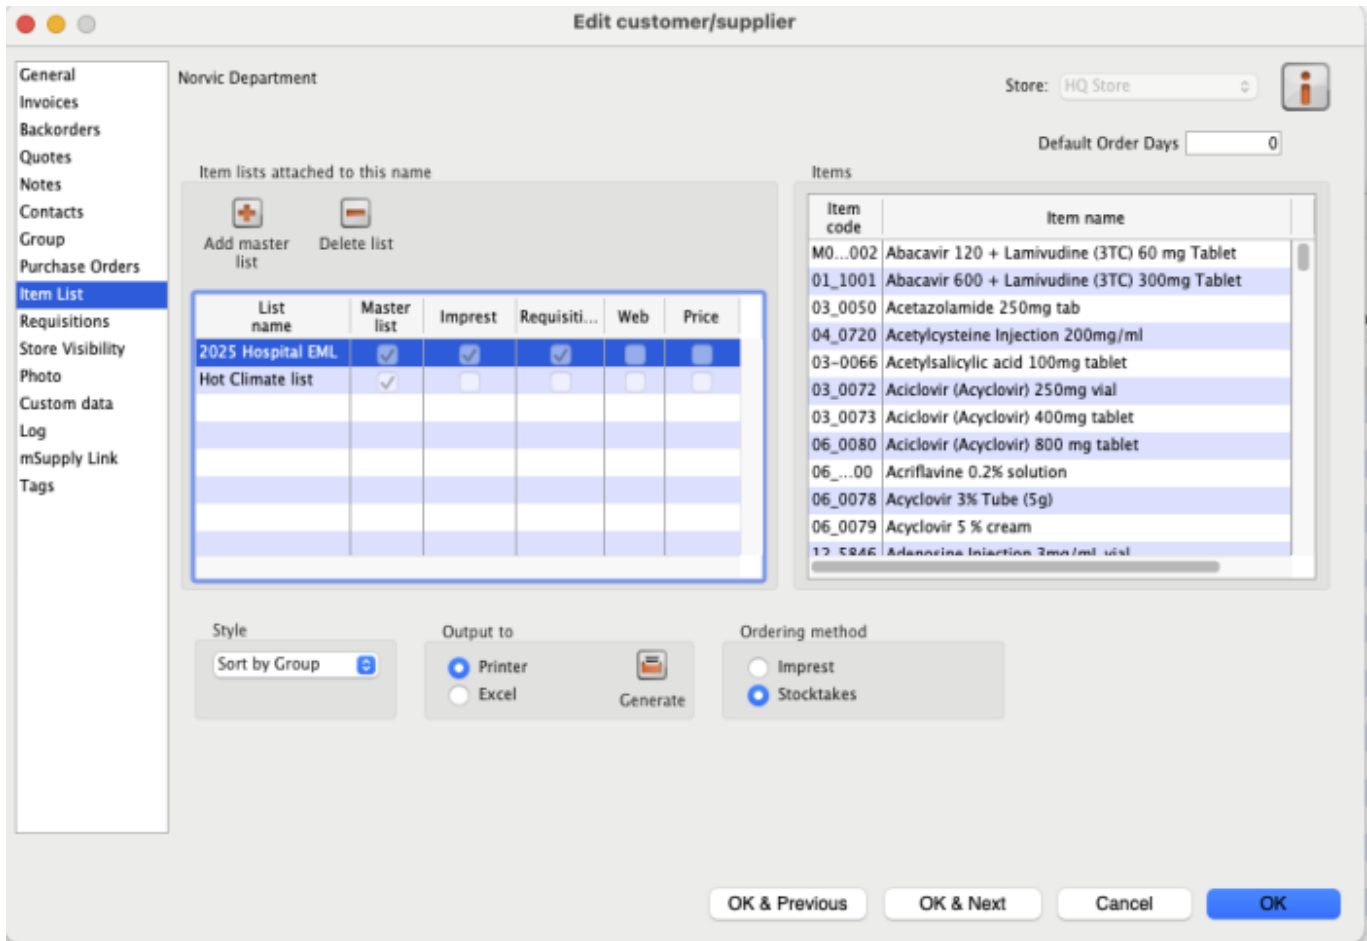 Edit customer/supplier
General
Invoices
Backorders
Quotes
Notes
Contacts
Group
Purchase Orders
Item List
Requisitions
Store Visibility
Photo
Custom data
Log
mSupply Link
Tags
Norvic Department
Store: HQ Store
Default Order Days 0
Item lists attached to this name
Add master
list
Delete list
List
name
Master
list
Imprest
Requisiti...
Web
Price
2025 Hospital EML
Hot Climate list
Items
Item
code
Item name
M0...002 Abacavir 120 + Lamivudine (3TC) 60 mg Tablet
01_1001 Abacavir 600 + Lamivudine (3TC) 300mg Tablet
03_0050 Acetazolamide 250mg tab
04_0720 Acetylcysteine Injection 200mg/ml
03-0066 Acetylsalicylic acid 100mg tablet
03_0072 Aciclovir (Acyclovir) 250mg vial
03_0073 Aciclovir (Acyclovir) 400mg tablet
06_0080 Aciclovir (Acyclovir) 800 mg tablet
06_...00 Acriflavine 0.2% solution
06_0078 Acyclovir 3% Tube (5g)
06_0079 Acyclovir 5 % cream
12_5846 Adenosine Injection 3mg/ml vial
Style
Sort by Group
Output to
Printer
Excel
Generate
Ordering method
Imprest
Stocktakes
OK & Previous
OK & Next
Cancel
OK